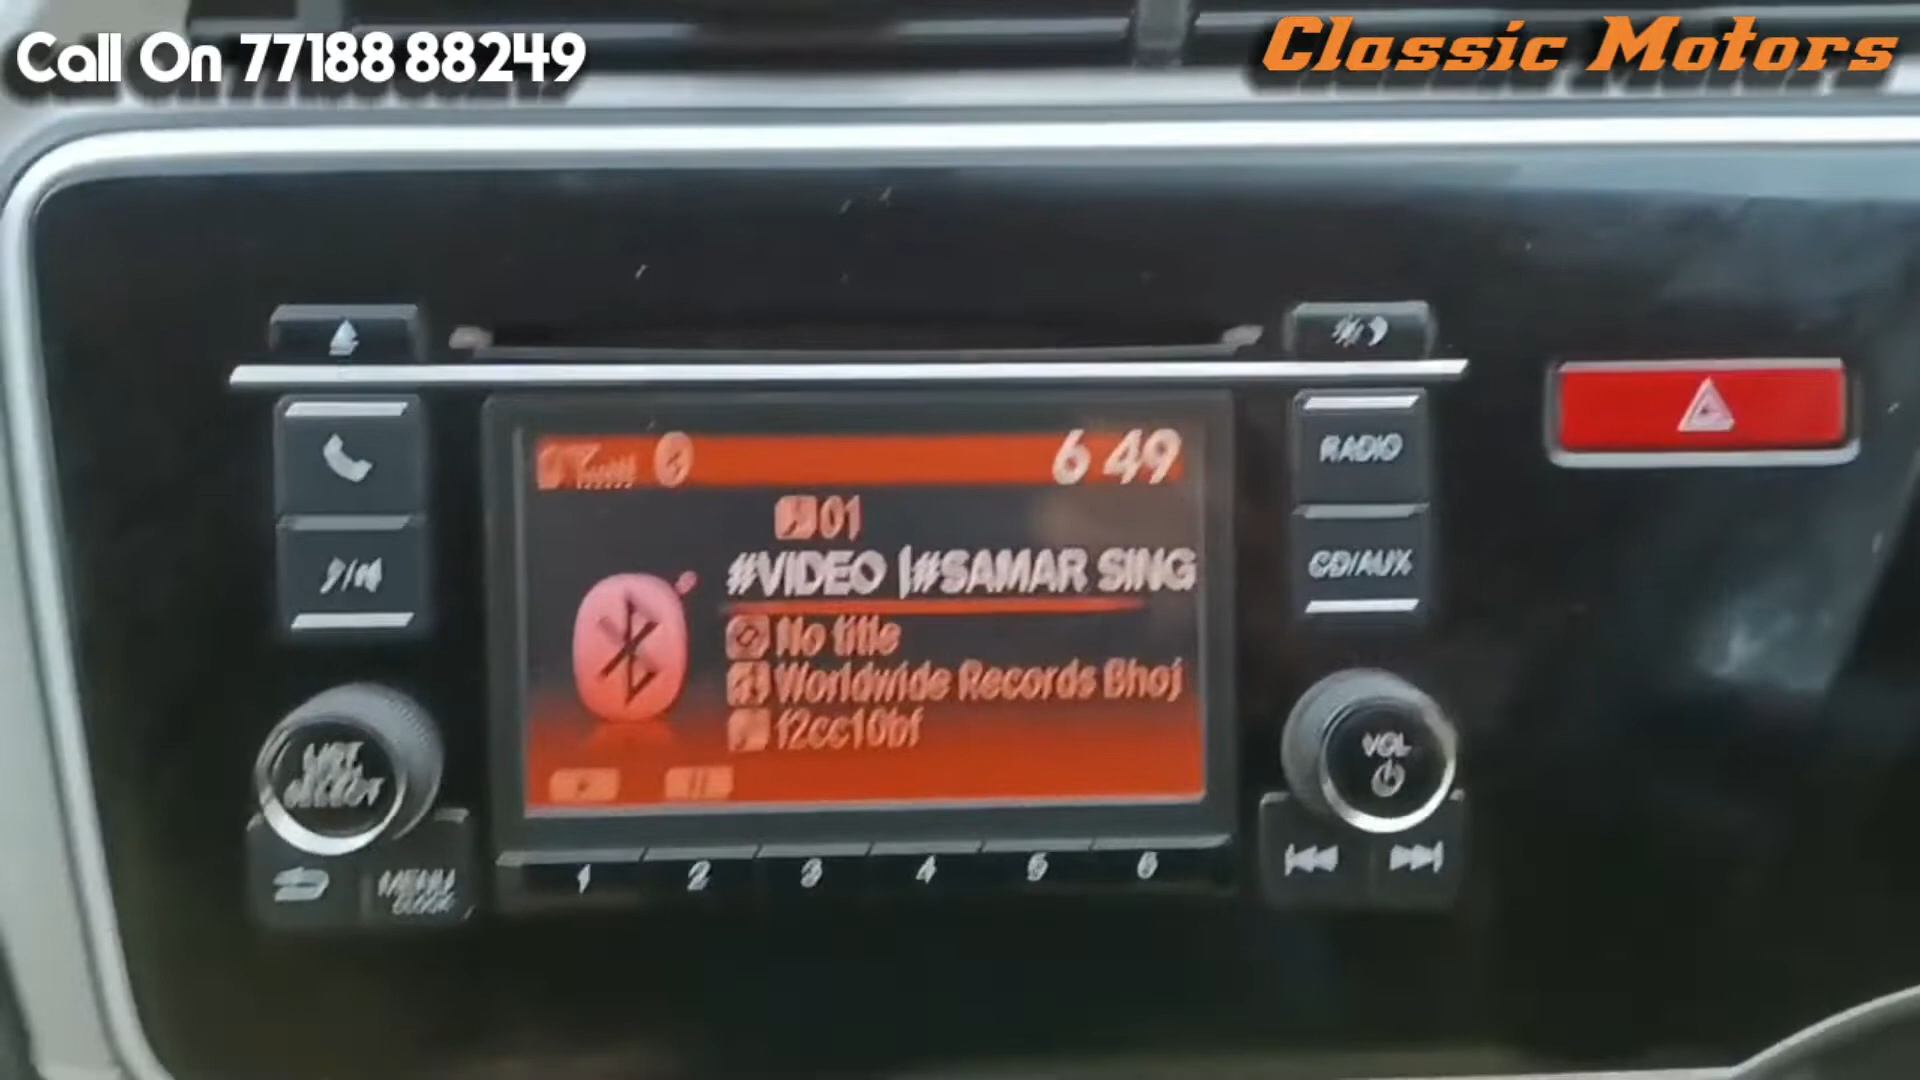 Call On 77188 88249
Classic Motors
6 49
01
#VIDEO |#SAMAR SING
No title
Worldwide Records Bhoj
f2cc10bf
RADIO
CD/AUX
VOL
MENU
CLOCK
1 2 3 4 5 6